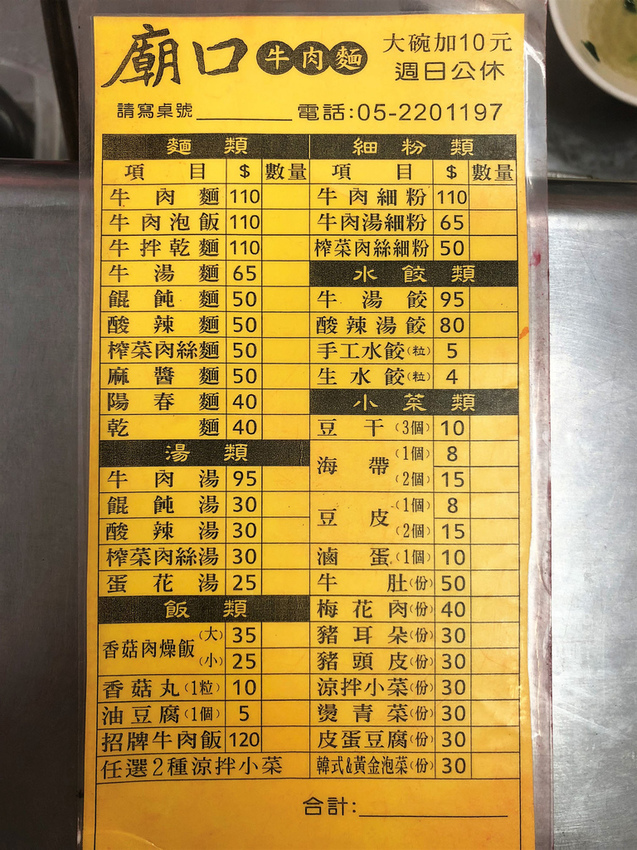 廟口牛肉麵
大碗加10元
週日公休
請寫桌號 電話:05-2201197
麵類
項目 $ 數量
牛肉麵 110
牛肉泡飯 110
牛拌乾麵 110
牛湯麵 65
餛飩麵 50
酸辣麵 50
榨菜肉絲麵 50
麻醬麵 50
陽春麵 40
乾麵 40
湯類
牛肉湯 95
餛飩湯 30
酸辣湯 30
榨菜肉絲湯 30
蛋花湯 25
飯類
香菇肉燥飯 (大) 35
(小) 25
香菇丸(1粒) 10
油豆腐(1個) 5
招牌牛肉飯 120
任選2種涼拌小菜
細粉類
項目 $ 數量
牛肉細粉 110
牛肉湯細粉 65
榨菜肉絲細粉 50
水餃類
牛湯餃 95
酸辣湯餃 80
手工水餃(粒) 5
生水餃(粒) 4
小菜類
豆干(3個) 10
海帶 (1個) 8
(2個) 15
豆皮 (1個) 8
(2個) 15
滷蛋(1個) 10
牛肚(份) 50
梅花肉(份) 40
豬耳朵(份) 30
豬頭皮(份) 30
涼拌小菜(份) 30
燙青菜(份) 30
皮蛋豆腐(份) 30
韓式&黃金泡菜(份) 30
合計: